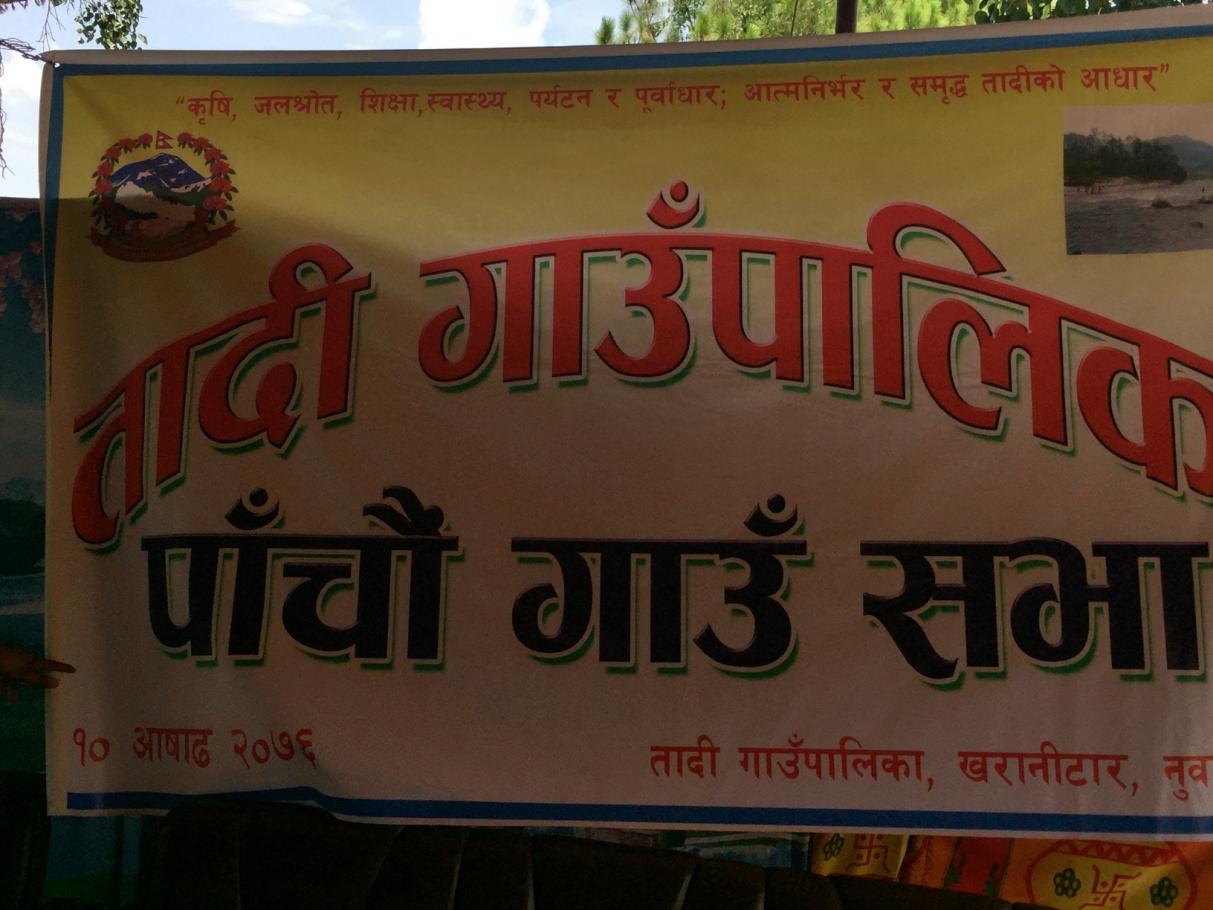 “कृषि, जलश्रोत, शिक्षा,स्वास्थ्य, पर्यटन र पूर्वाधार; आत्मनिर्भर र समृद्ध तादीको आधार”
तादी गाउँपालिक
पाँचौ गाउँ सभा
१० आषाढ २०७६
तादी गाउँपालिका, खरानीटार, नुव